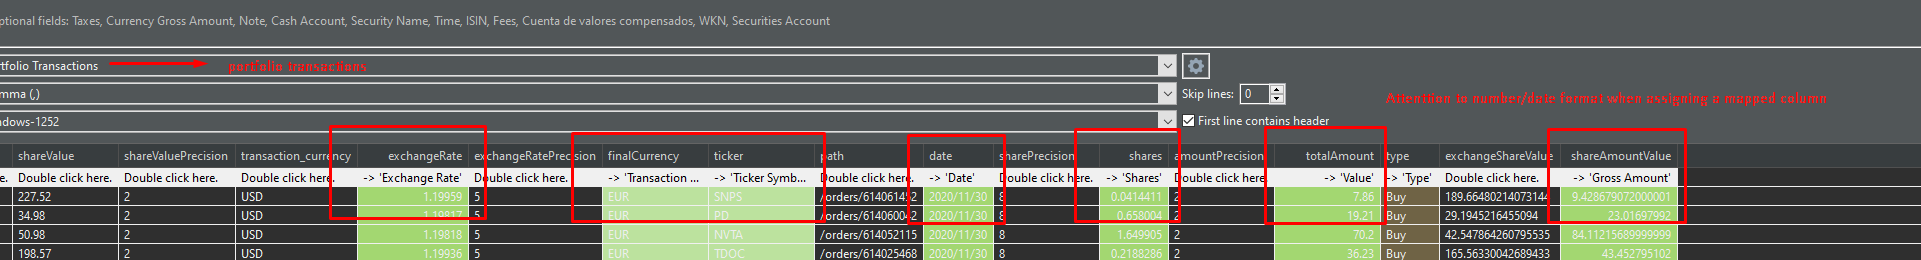 ptional fields: Taxes, Currency Gross Amount, Note, Cash Account, Security Name, Time, ISIN, Fees, Cuenta de valores compensados, WKN, Securities Account
rtfolio Transactions portfolio transactions
mma (,) Skip lines: 0
Attenttion to number/date format when assigning a mapped column
ndows-1252 First line contains header
shareValue shareValuePrecision transaction_currency exchangeRate exchangeRatePrecision finalCurrency ticker path date sharePrecision shares amountPrecision totalAmount type exchangeShareValue shareAmountValue
e. Double click here. Double click here. Double click here. -> 'Exchange Rate' Double click here. -> 'Transaction ... -> 'Ticker Symb... Double click here. -> 'Date' Double click here. -> 'Shares' Double click here. -> 'Value' -> 'Type' Double click here. -> 'Gross Amount'
227.52 2 USD 1.19959 5 EUR SNPS /orders/614061452 2020/11/30 8 0.0414411 2 7.86 Buy 189.66480214073144 9.428679072000001
34.98 2 USD 1.19817 5 EUR PD /orders/614060042 2020/11/30 8 0.658004 2 19.21 Buy 29.1945216455094 23.01697992
50.98 2 USD 1.19818 5 EUR NVTA /orders/614052115 2020/11/30 8 1.649905 2 70.2 Buy 42.547864260795535 84.11215689999999
198.57 2 USD 1.19936 5 EUR TDOC /orders/614025468 2020/11/30 8 0.2188286 2 36.23 Buy 165.56330042689433 43.452795102